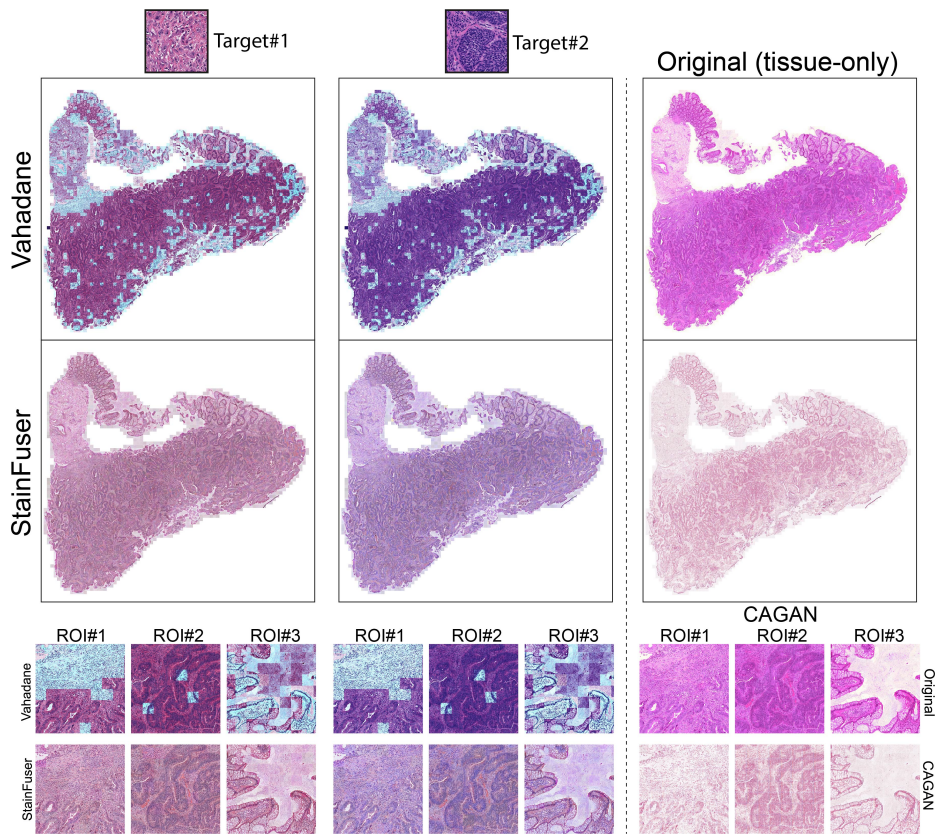 Target#1
Target#2
Original (tissue-only)
Vahadane
StainFuser
CAGAN
ROI#1 ROI#2 ROI#3 ROI#1 ROI#2 ROI#3 ROI#1 ROI#2 ROI#3
Vahadane
Original
StainFuser
CAGAN